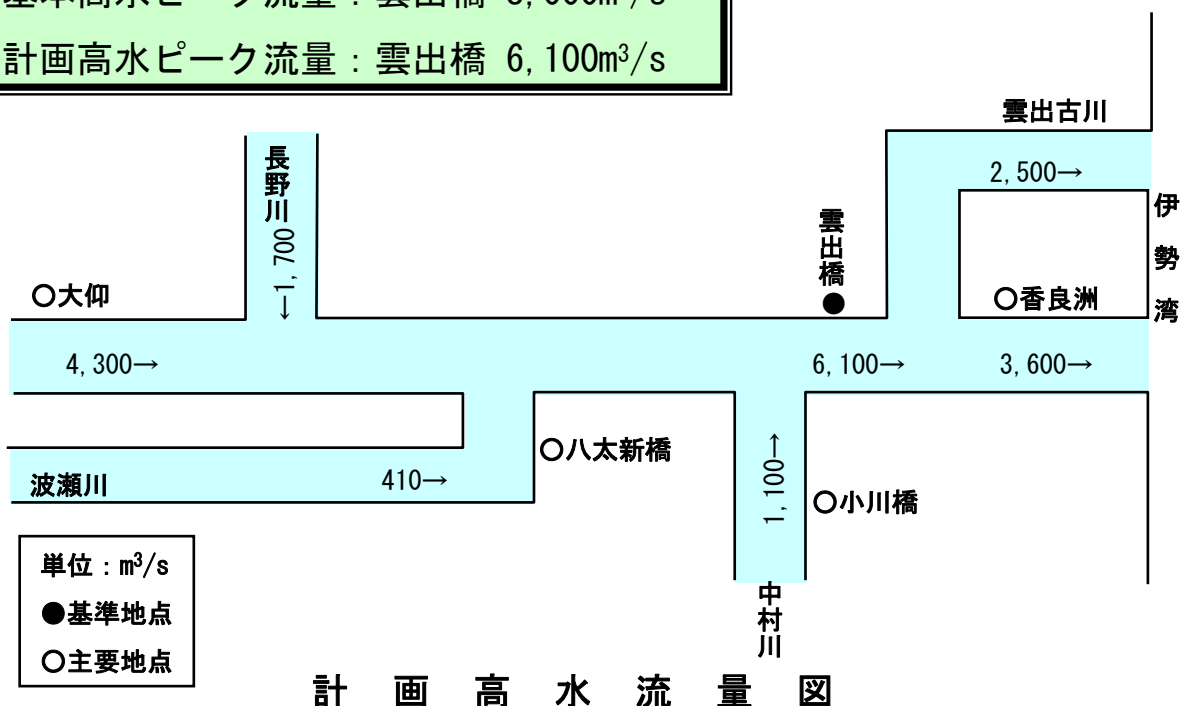 計画高水ピーク流量：雲出橋 6,100m³/s
雲出古川
2,500→
長野川
←1,700
伊勢湾
雲出橋
●
○大仰
○香良洲
4,300→
6,100→
3,600→
○八太新橋
波瀬川
410→
1,100→
○小川橋
中村川
単位：m³/s
●基準地点
○主要地点
計画高水流量図